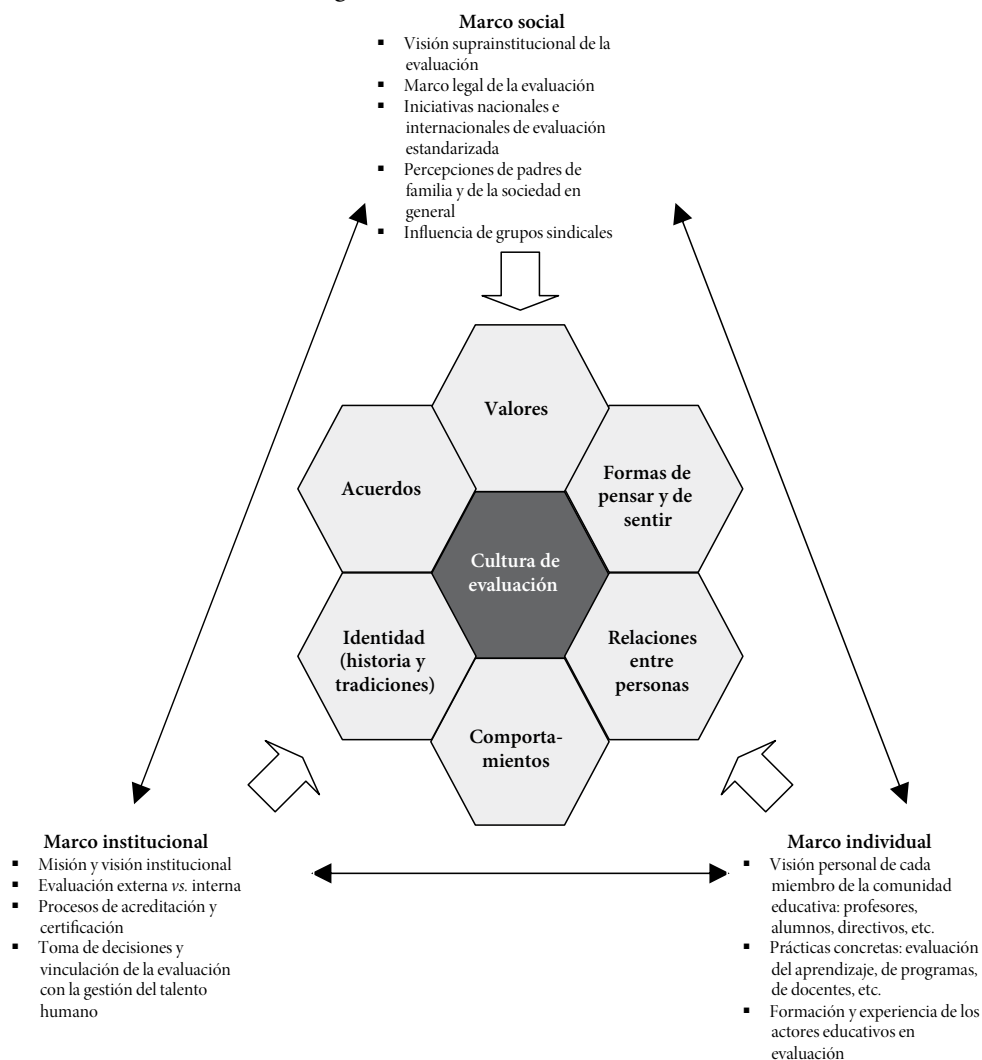 Marco social
▪ Visión suprainstitucional de la
evaluación
▪ Marco legal de la evaluación
▪ Iniciativas nacionales e
internacionales de evaluación
estandarizada
▪ Percepciones de padres de
familia y de la sociedad en
general
▪ Influencia de grupos sindicales
Valores
Acuerdos
Formas de
pensar y de
sentir
Cultura de
evaluación
Identidad
(historia y
tradiciones)
Relaciones
entre
personas
Comporta-
mientos
Marco institucional
▪ Misión y visión institucional
▪ Evaluación externa vs. interna
▪ Procesos de acreditación y
certificación
▪ Toma de decisiones y
vinculación de la evaluación
con la gestión del talento
humano
Marco individual
▪ Visión personal de cada
miembro de la comunidad
educativa: profesores,
alumnos, directivos, etc.
▪ Prácticas concretas: evaluación
del aprendizaje, de programas,
de docentes, etc.
▪ Formación y experiencia de los
actores educativos en
evaluación